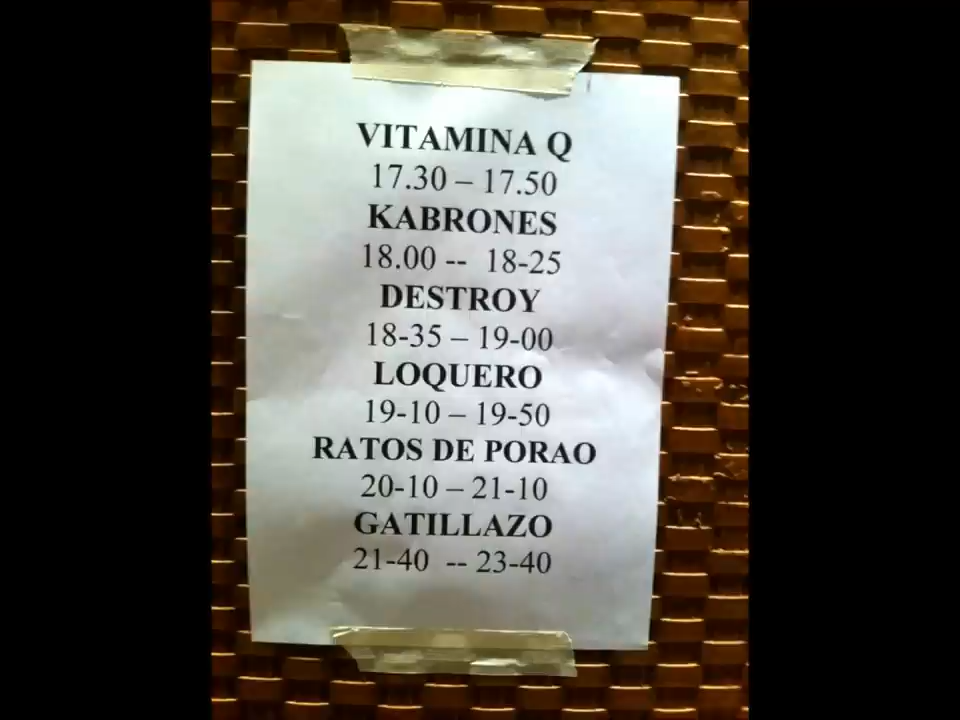 VITAMINA Q
17.30 – 17.50
KABRONES
18.00 --  18-25
DESTROY
18-35 – 19-00
LOQUERO
19-10 – 19-50
RATOS DE PORAO
20-10 – 21-10
GATILLAZO
21-40  -- 23-40